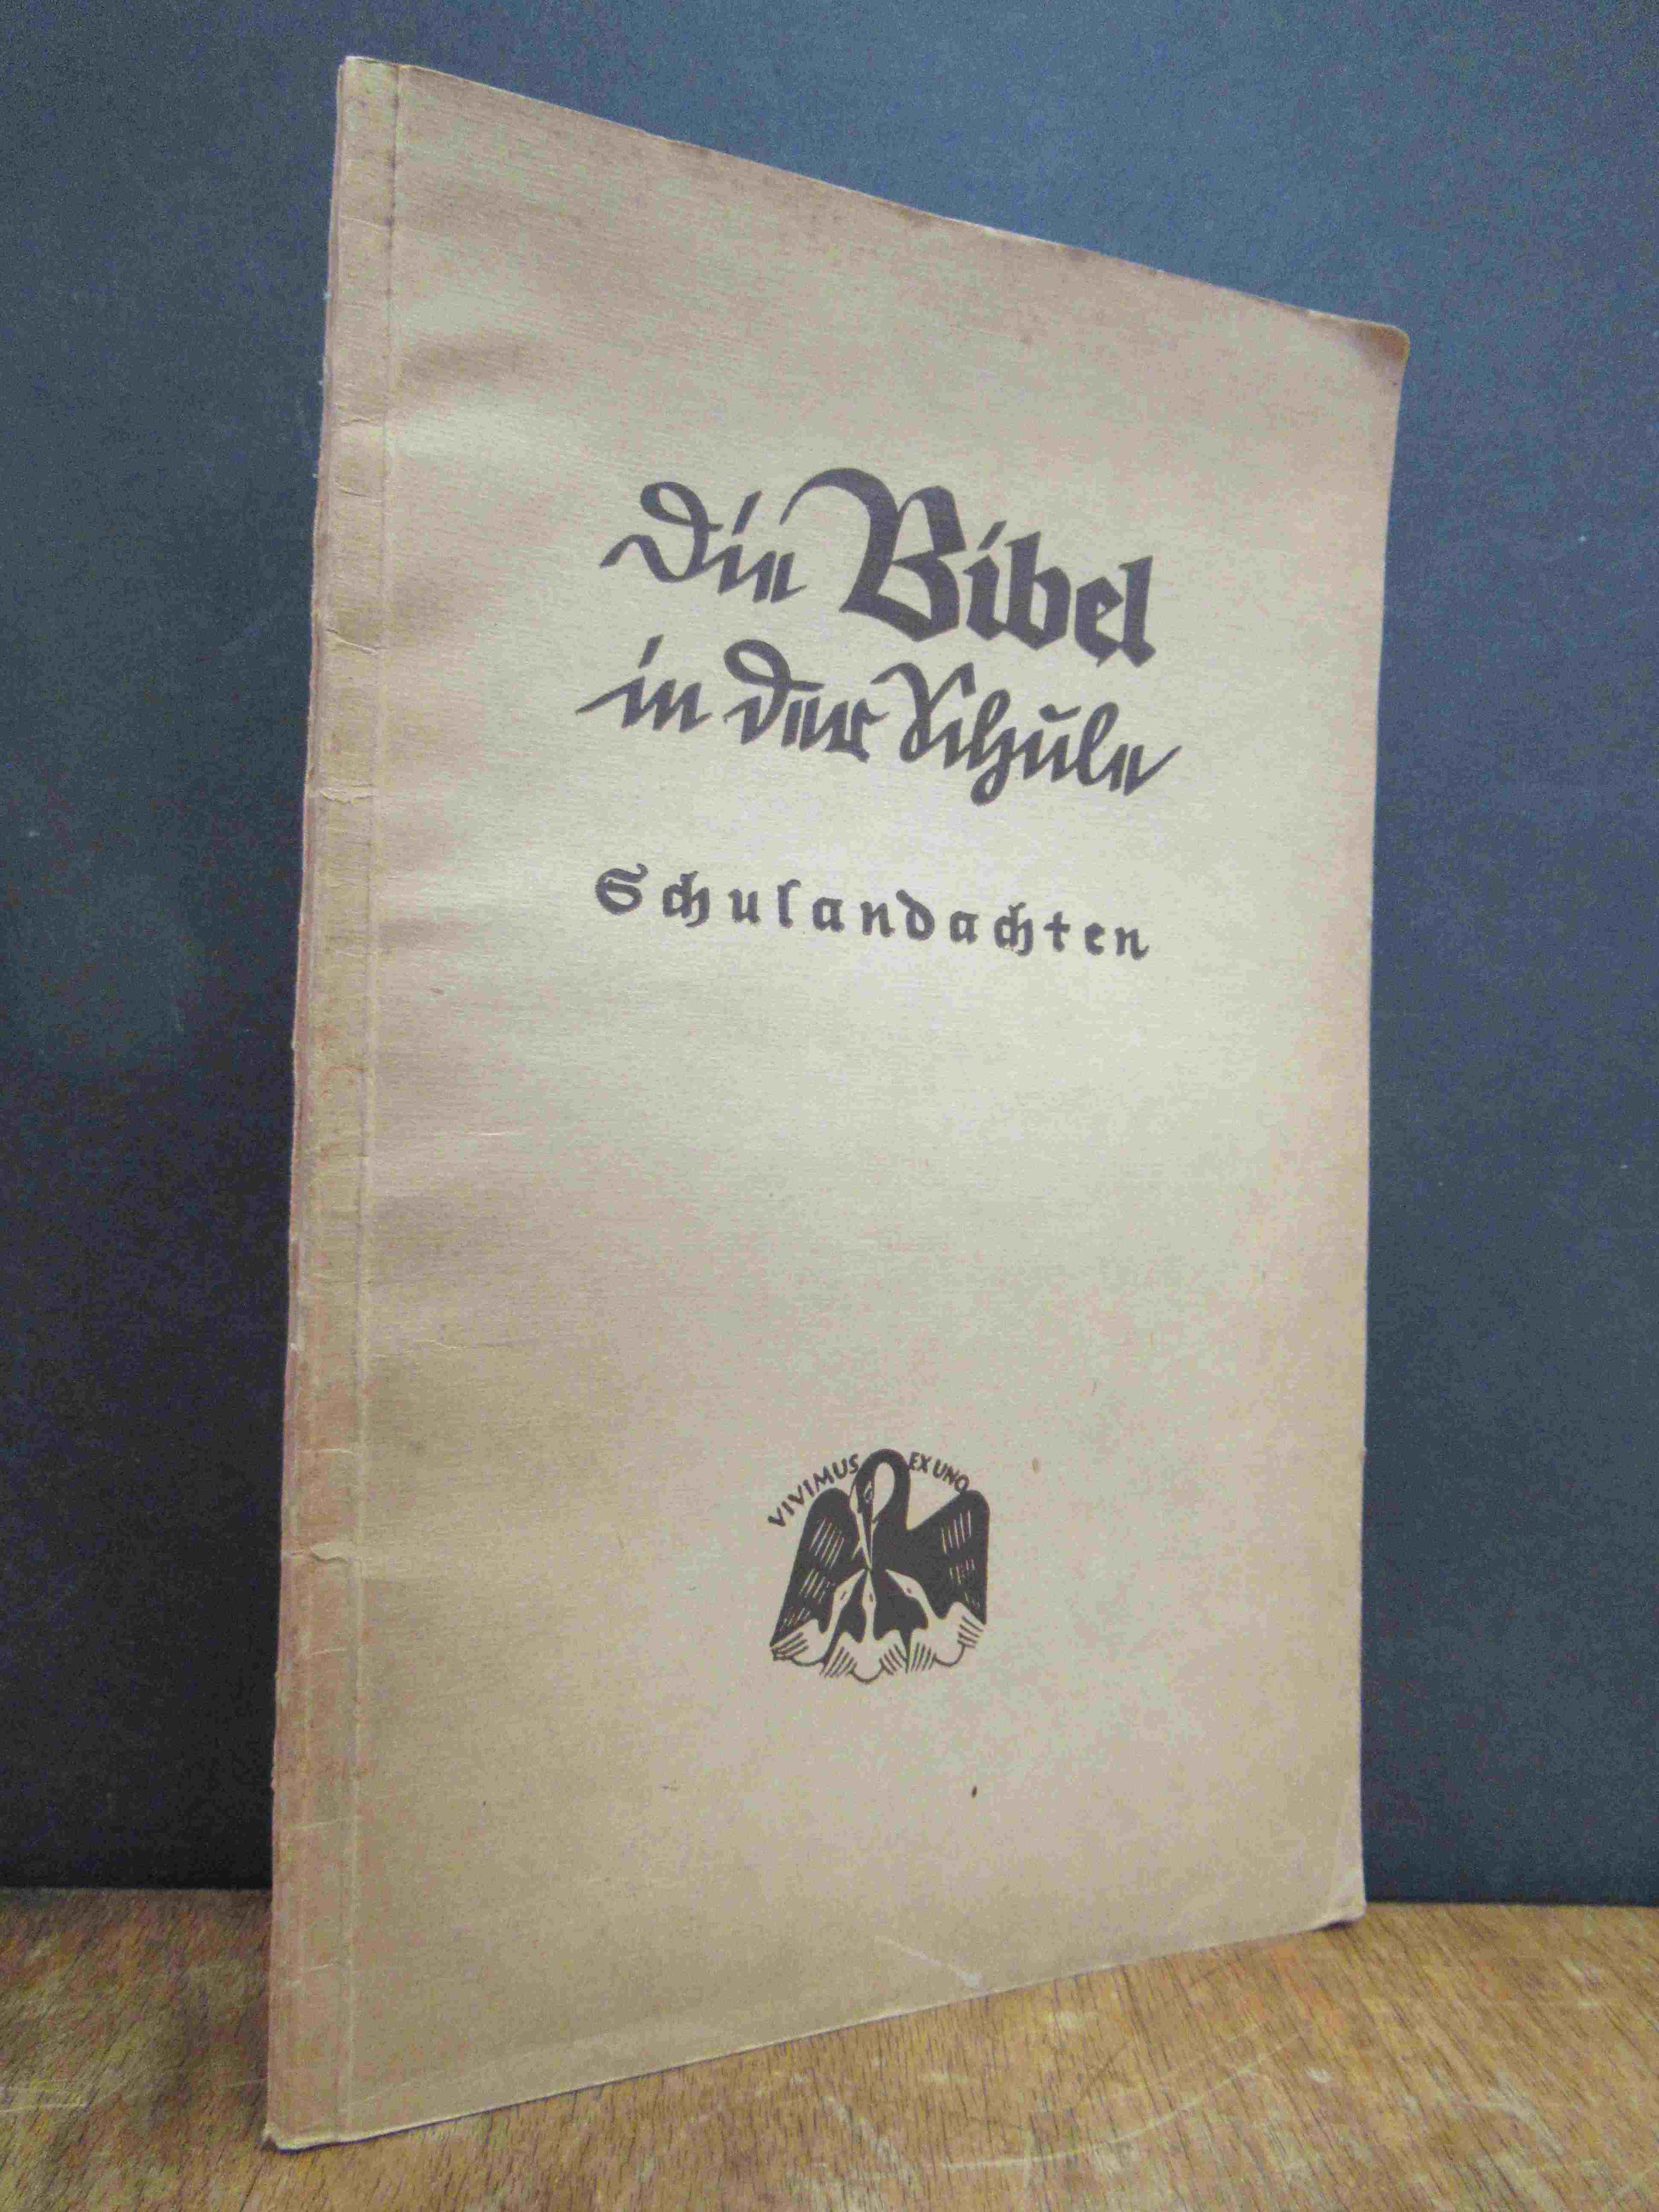 Die Bibel
in der Schule
Schulandachten
VIVIMUS EX UNO